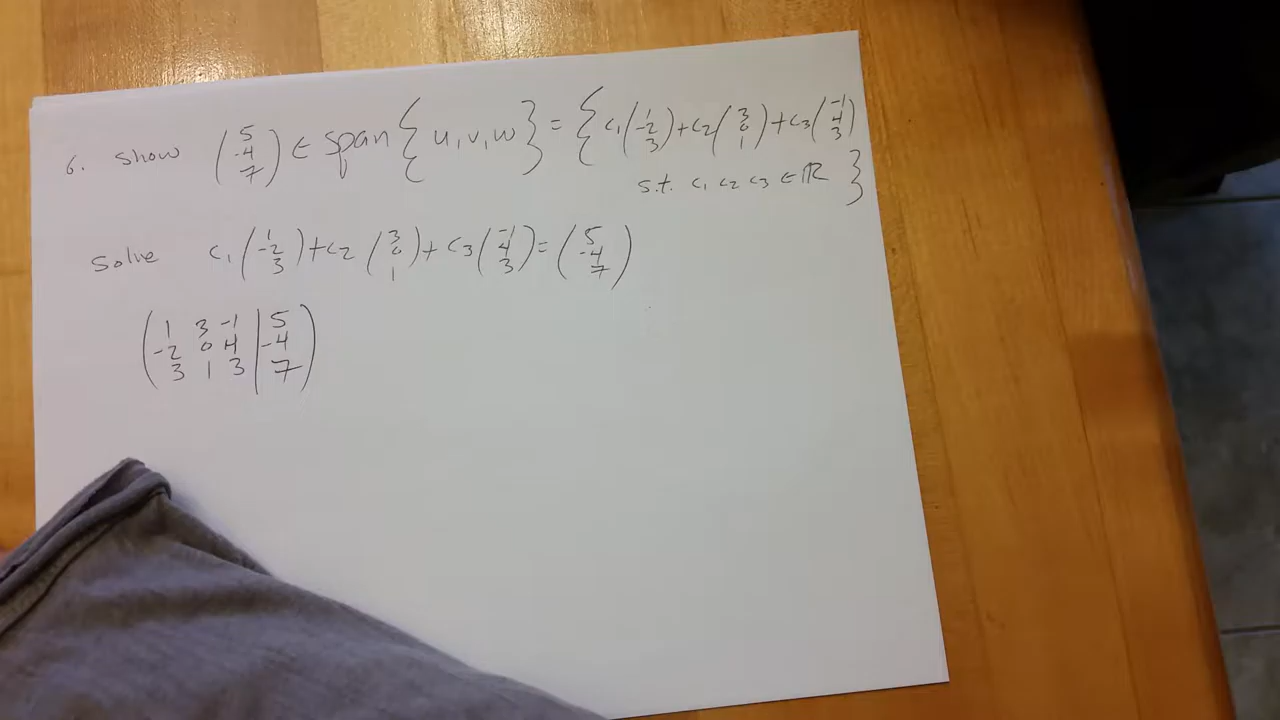 6. Show (5 -4 7) ∈ span { u, v, w } = { c₁ (1 -2 3) + c₂ (3 0 1) + c₃ (-1 4 3)
s.t. c₁ c₂ c₃ ∈ ℝ }
Solve c₁ (1 -2 3) + c₂ (3 0 1) + c₃ (-1 4 3) = (5 -4 7)
( 1 3 -1 | 5
-2 0 4 | -4
3 1 3 | 7 )